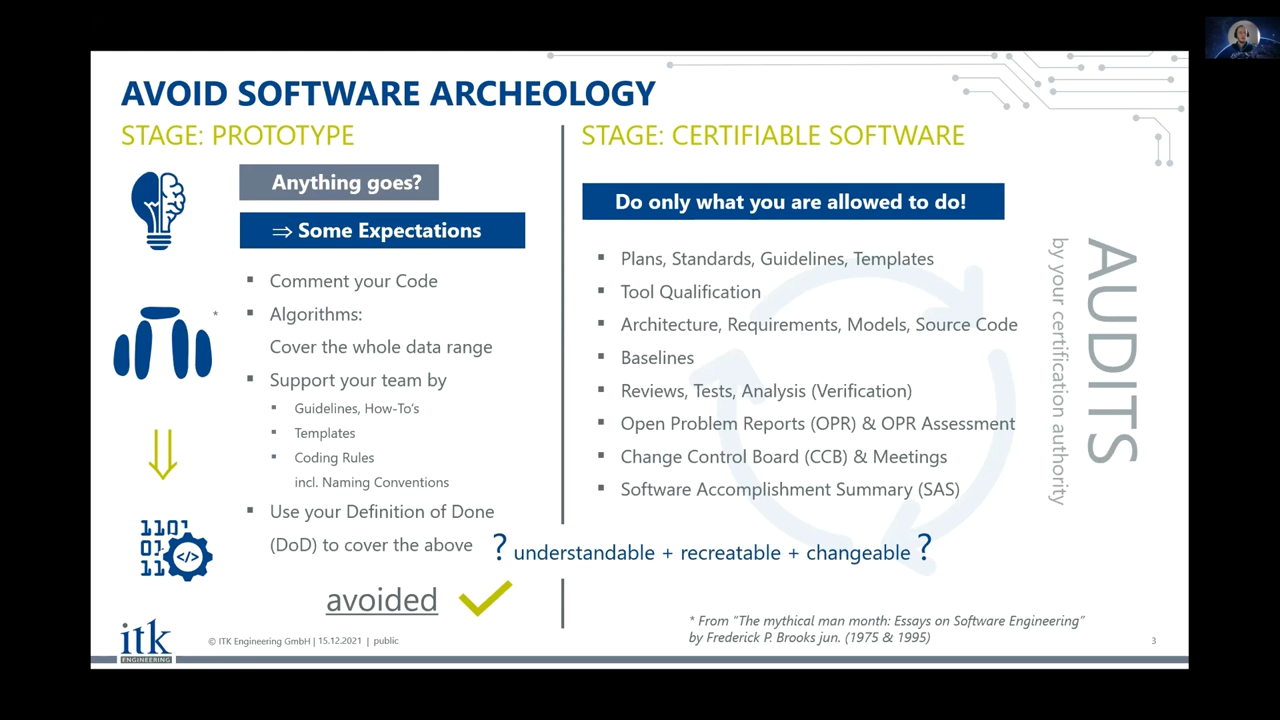 AVOID SOFTWARE ARCHEOLOGY
STAGE: PROTOTYPE
Anything goes?
⇒ Some Expectations
▪ Comment your Code
▪ Algorithms:
Cover the whole data range
▪ Support your team by
▪ Guidelines, How-To's
▪ Templates
▪ Coding Rules
incl. Naming Conventions
▪ Use your Definition of Done
(DoD) to cover the above
*
1101
01
11
</>
avoided
STAGE: CERTIFIABLE SOFTWARE
Do only what you are allowed to do!
▪ Plans, Standards, Guidelines, Templates
▪ Tool Qualification
▪ Architecture, Requirements, Models, Source Code
▪ Baselines
▪ Reviews, Tests, Analysis (Verification)
▪ Open Problem Reports (OPR) & OPR Assessment
▪ Change Control Board (CCB) & Meetings
▪ Software Accomplishment Summary (SAS)
AUDITS
by your certification authority
? understandable + recreatable + changeable ?
* From "The mythical man month: Essays on Software Engineering"
by Frederick P. Brooks jun. (1975 & 1995)
itk
ENGINEERING
© ITK Engineering GmbH | 15.12.2021 | public
3